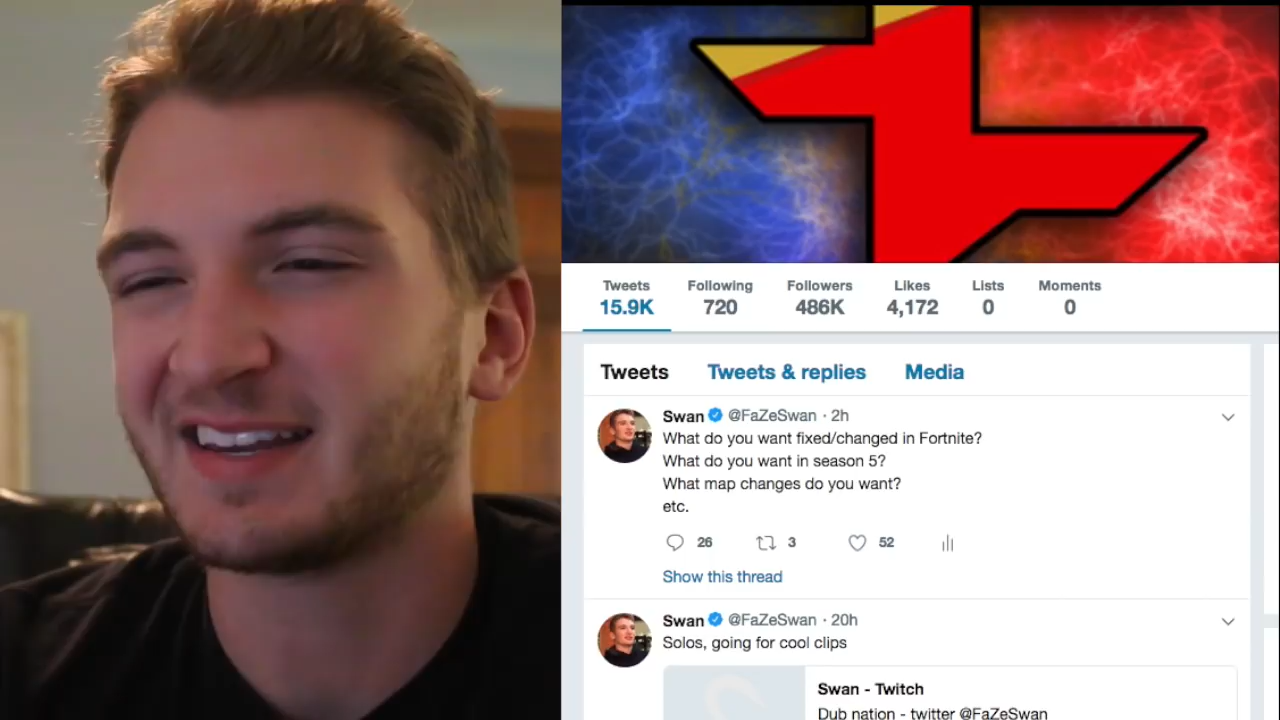 Tweets Following Followers Likes Lists Moments
15.9K 720 486K 4,172 0 0
Tweets Tweets & replies Media
Swan @FaZeSwan · 2h
What do you want fixed/changed in Fortnite?
What do you want in season 5?
What map changes do you want?
etc.
26 3 52
Show this thread
Swan @FaZeSwan · 20h
Solos, going for cool clips
Swan - Twitch
Dub nation - twitter @FaZeSwan